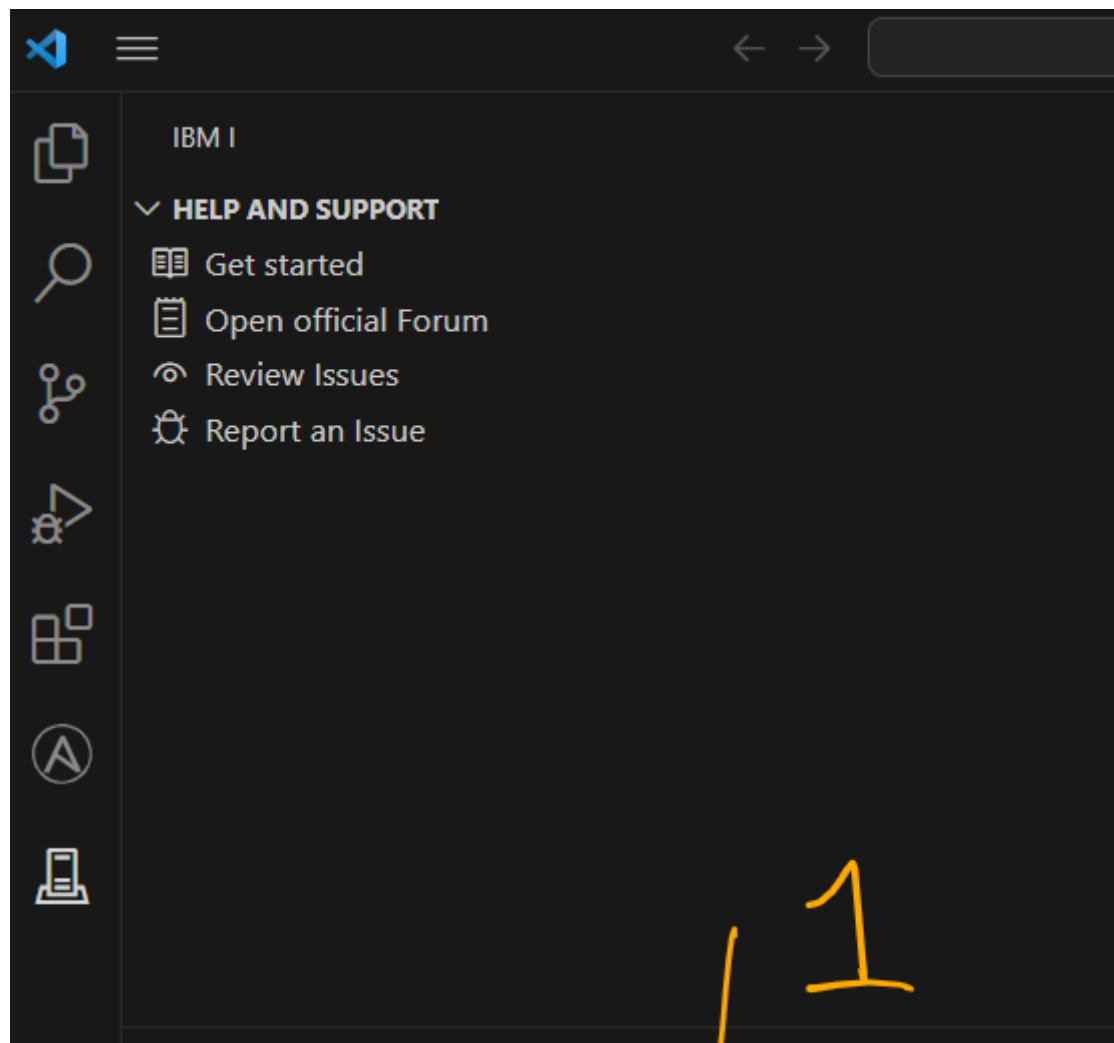 IBM I
HELP AND SUPPORT
Get started
Open official Forum
Review Issues
Report an Issue
1